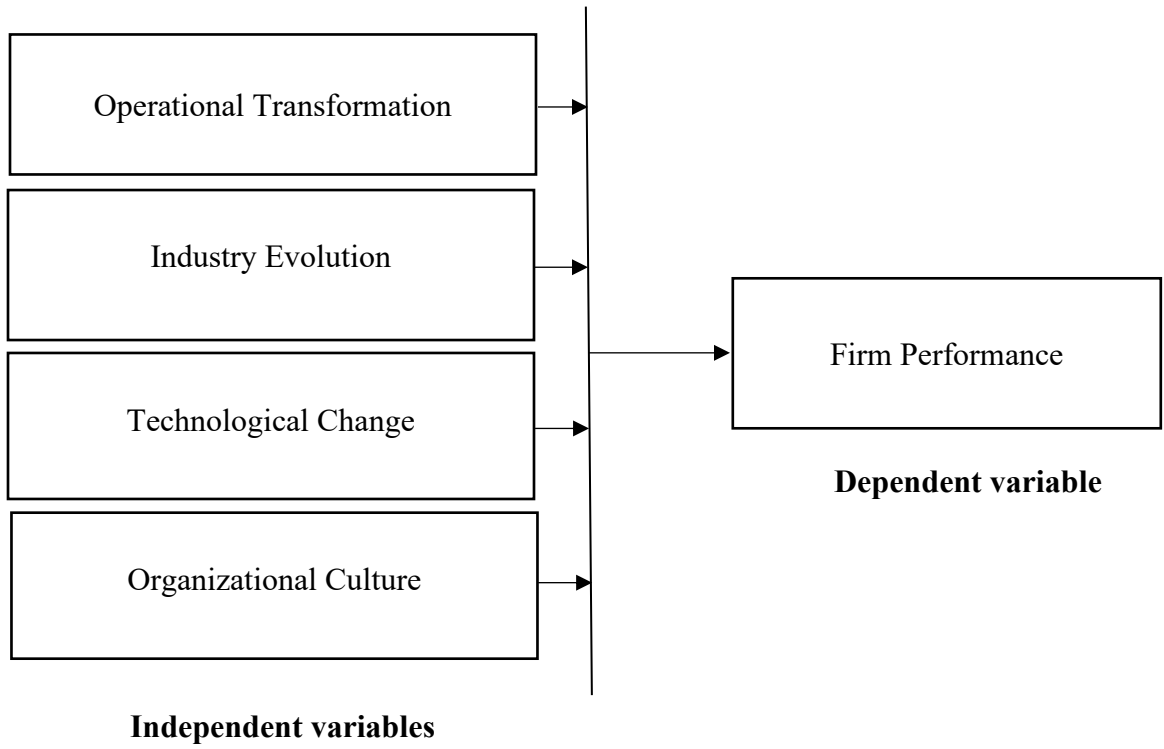 Operational Transformation
Industry Evolution
Technological Change
Organizational Culture
Independent variables
Firm Performance
Dependent variable